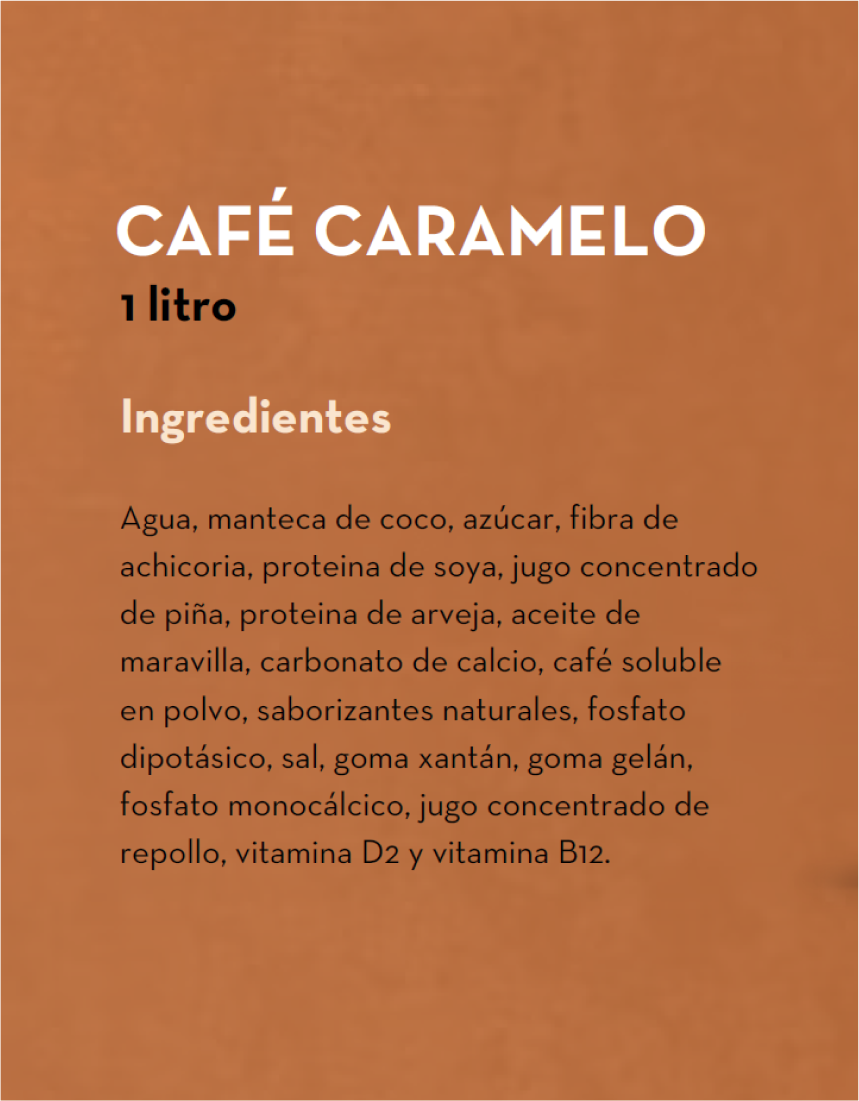 CAFÉ CARAMELO
1 litro
Ingredientes
Agua, manteca de coco, azúcar, fibra de
achicoria, proteina de soya, jugo concentrado
de piña, proteina de arveja, aceite de
maravilla, carbonato de calcio, café soluble
en polvo, saborizantes naturales, fosfato
dipotásico, sal, goma xantán, goma gelán,
fosfato monocálcico, jugo concentrado de
repollo, vitamina D2 y vitamina B12.